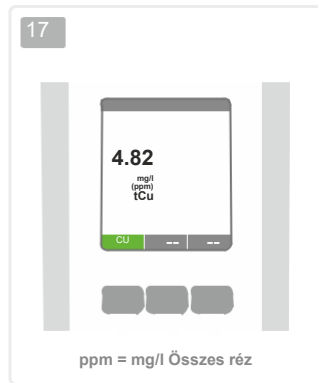 17
4.82
mg/l
(ppm)
tCu
CU -- --
ppm = mg/l Összes réz